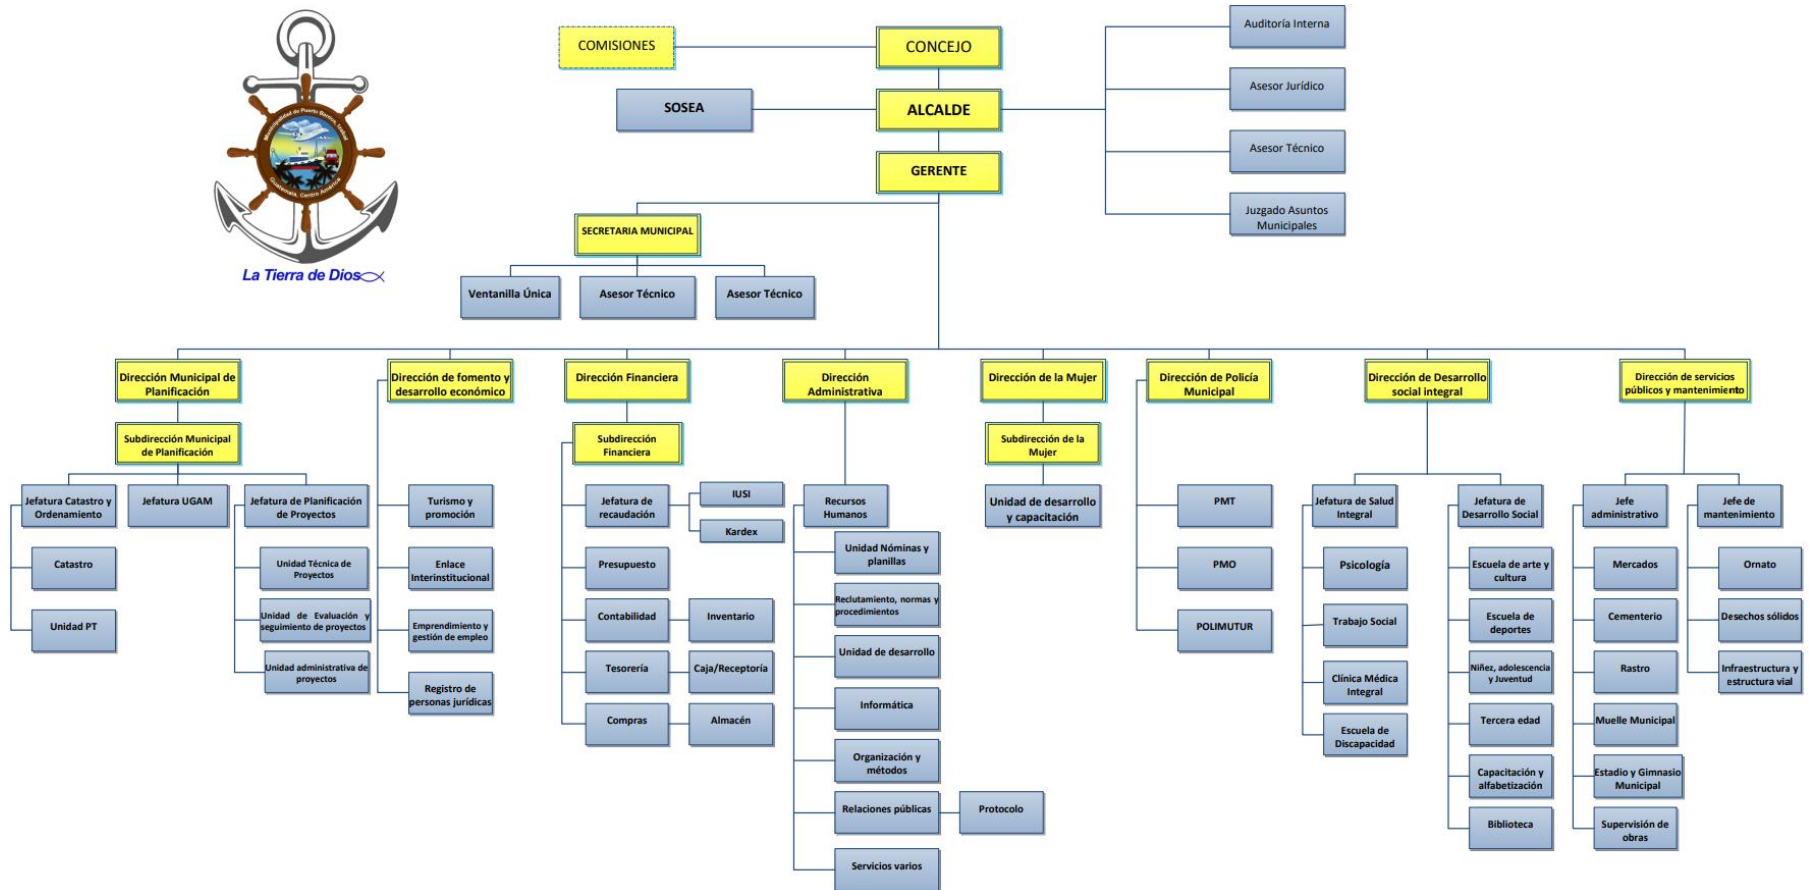 COMISIONES
CONCEJO
Auditoría Interna
SOSEA
ALCALDE
Asesor Jurídico
GERENTE
Asesor Técnico
Juzgado Asuntos
Municipales
Municipalidad de Puerto Barrios, Izabal
Guatemala, Centro América
La Tierra de Dios
SECRETARIA MUNICIPAL
Ventanilla Única
Asesor Técnico
Asesor Técnico
Dirección Municipal de
Planificación
Subdirección Municipal
de Planificación
Jefatura Catastro y
Ordenamiento
Catastro
Unidad PT
Jefatura UGAM
Jefatura de Planificación
de Proyectos
Unidad Técnica de
Proyectos
Unidad de Evaluación y
seguimiento de proyectos
Unidad administrativa de
proyectos
Dirección de fomento y
desarrollo económico
Turismo y
promoción
Enlace
Interinstitucional
Emprendimiento y
gestión de empleo
Registro de
personas jurídicas
Dirección Financiera
Subdirección
Financiera
Jefatura de
recaudación
IUSI
Kardex
Presupuesto
Contabilidad
Inventario
Tesorería
Caja/Receptoría
Compras
Almacén
Dirección
Administrativa
Recursos
Humanos
Unidad Nóminas y
planillas
Reclutamiento, normas y
procedimientos
Unidad de desarrollo
Informática
Organización y
métodos
Relaciones públicas
Protocolo
Servicios varios
Dirección de la Mujer
Subdirección de la
Mujer
Unidad de desarrollo
y capacitación
Dirección de Policía
Municipal
PMT
PMO
POLIMUTUR
Dirección de Desarrollo
social integral
Jefatura de Salud
Integral
Psicología
Trabajo Social
Clínica Médica
Integral
Escuela de
Discapacidad
Jefatura de
Desarrollo Social
Escuela de arte y
cultura
Escuela de
deportes
Niñez, adolescencia
y Juventud
Tercera edad
Capacitación y
alfabetización
Biblioteca
Dirección de servicios
públicos y mantenimiento
Jefe
administrativo
Mercados
Cementerio
Rastro
Muelle Municipal
Estadio y Gimnasio
Municipal
Supervisión de
obras
Jefe de
mantenimiento
Ornato
Desechos sólidos
Infraestructura y
estructura vial